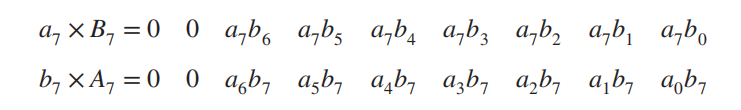 a₇ × B₇ = 0 0 a₇b₆ a₇b₅ a₇b₄ a₇b₃ a₇b₂ a₇b₁ a₇b₀
b₇ × A₇ = 0 0 a₆b₇ a₅b₇ a₄b₇ a₃b₇ a₂b₇ a₁b₇ a₀b₇